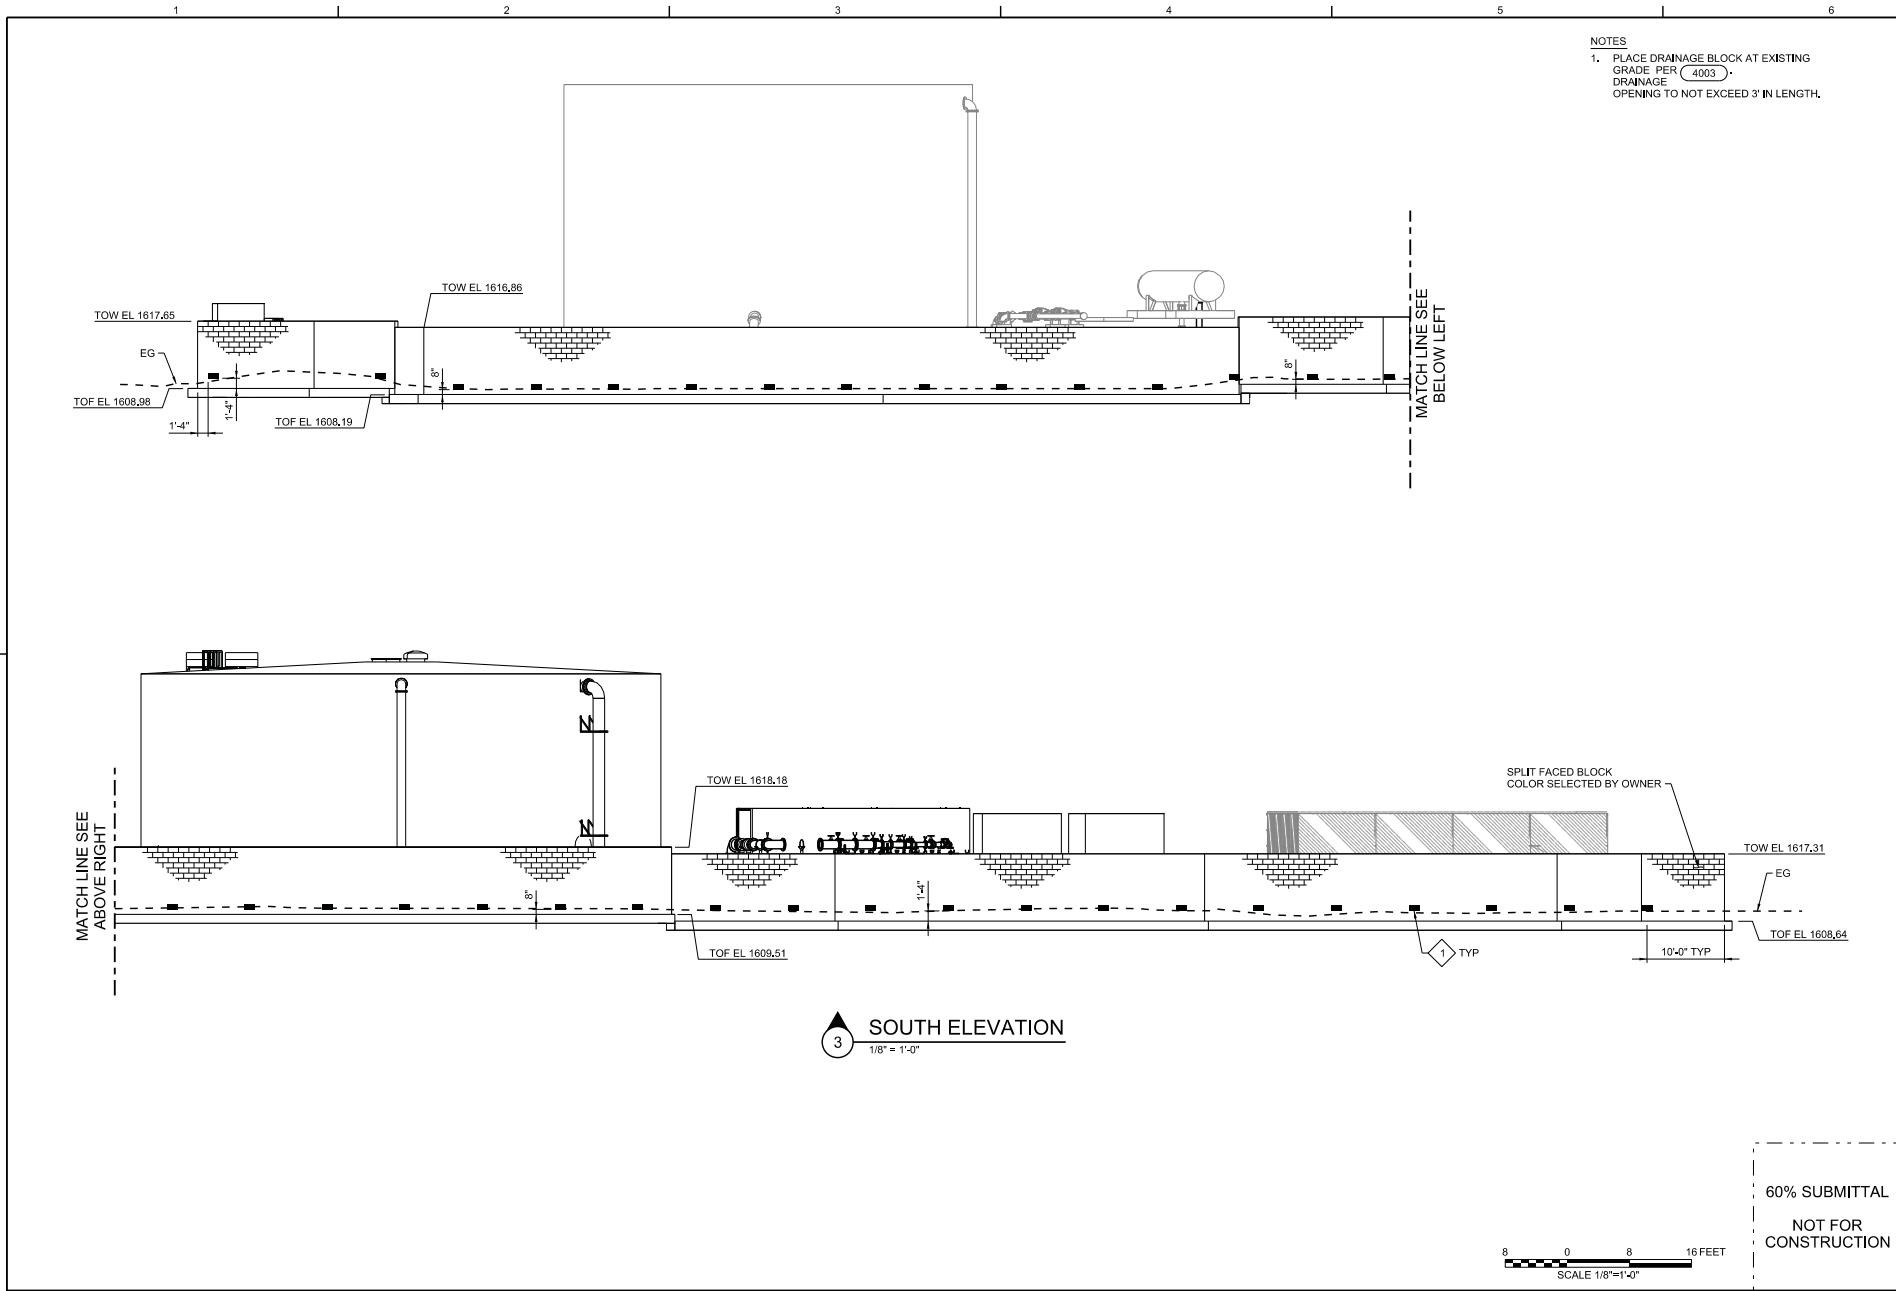 1 2 3 4 5 6
NOTES
1. PLACE DRAINAGE BLOCK AT EXISTING
GRADE PER 4003 .
DRAINAGE
OPENING TO NOT EXCEED 3' IN LENGTH.
TOW EL 1616.86
TOW EL 1617.65
EG
TOF EL 1608.98
1'-4"
1'-4"
TOF EL 1608.19
8"
8"
MATCH LINE SEE
BELOW LEFT
MATCH LINE SEE
ABOVE RIGHT
TOW EL 1618.18
SPLIT FACED BLOCK
COLOR SELECTED BY OWNER
TOW EL 1617.31
EG
8"
1'-4"
TOF EL 1609.51
1 TYP
10'-0" TYP
TOF EL 1608.64
3
SOUTH ELEVATION
1/8" = 1'-0"
60% SUBMITTAL
NOT FOR
CONSTRUCTION
8 0 8 16 FEET
SCALE 1/8"=1'-0"